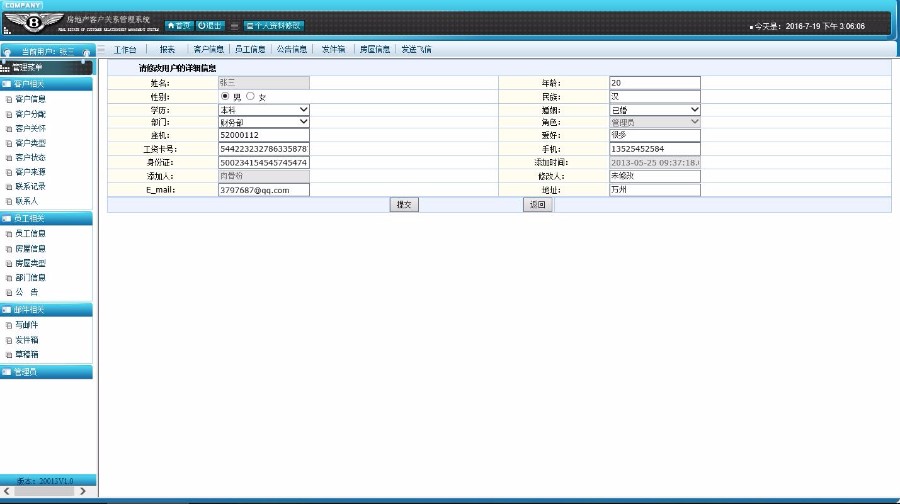 COMPANY
房地产客户关系管理系统
REAL ESTATE OF CUSTOMER RELATIONSHIP MANAGEMENT SYSTEM
首页 退出 个人资料修改
今天是: 2016-7-19 下午 3:06:06
当前用户: 张三
工作台 报表 客户信息 员工信息 公告信息 发件箱 房屋信息 发送飞信
管理菜单
客户相关
客户信息
客户分配
客户关怀
客户类型
客户状态
客户来源
联系记录
联系人
员工相关
员工信息
房屋信息
房屋类型
部门信息
公 告
邮件相关
写邮件
发件箱
草稿箱
管理员
版本: 2001SV1.0
请修改用户的详细信息
姓名: 张三 年龄: 20
性别: 男 女 民族: 汉
学历: 本科 婚姻: 已婚
部门: 财务部 角色: 管理员
座机: 52000112 爱好: 很多
工资卡号: 544223232786335878 手机: 13525452584
身份证: 500234154545745474 添加时间: 2013-05-25 09:37:18.
添加人: 修改人: 未修改
E_mail: 3797687@qq.com 地址: 万州
提交 返回